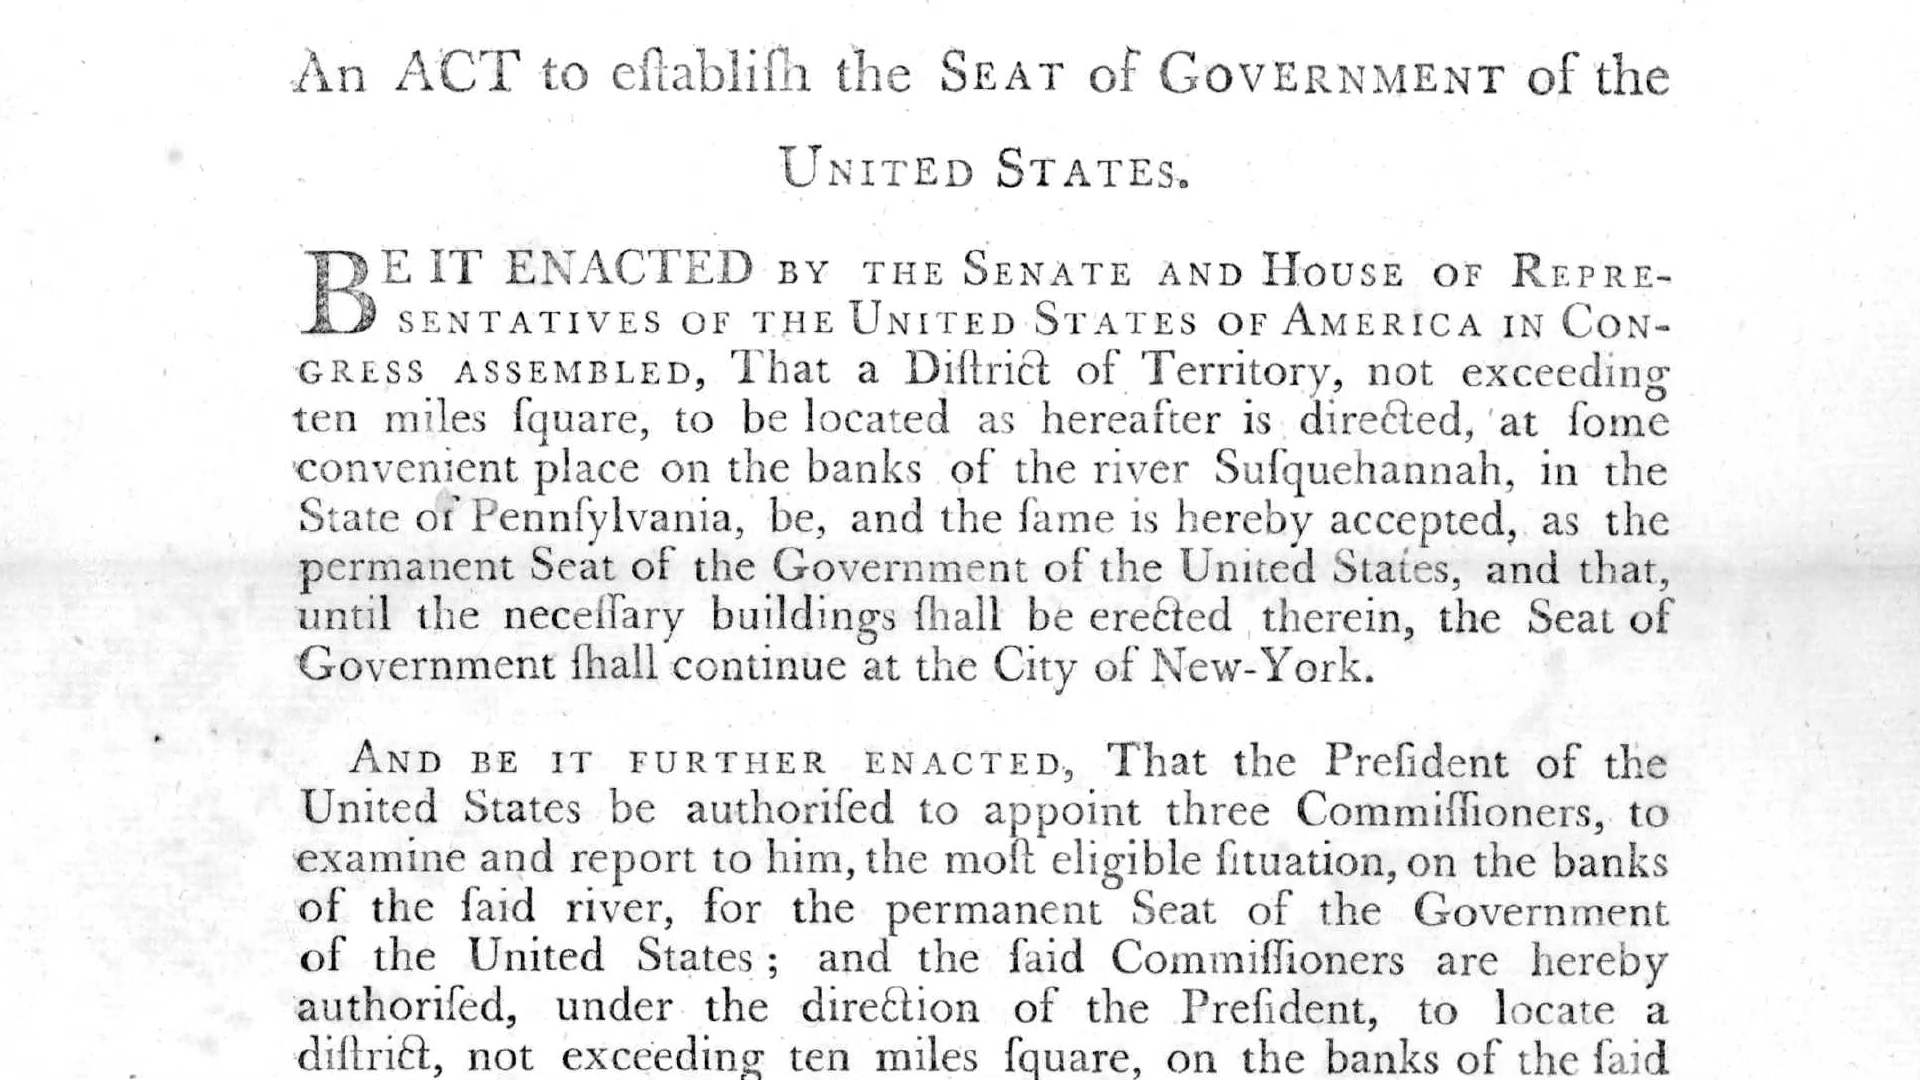 An ACT to eſtabliſh the SEAT of GOVERNMENT of the
UNITED STATES.
BE IT ENACTED BY THE SENATE AND HOUSE OF REPRE-
SENTATIVES OF THE UNITED STATES OF AMERICA IN CON-
GRESS ASSEMBLED, That a Diſtrict of Territory, not exceeding
ten miles ſquare, to be located as hereafter is directed, at ſome
convenient place on the banks of the river Suſquehannah, in the
State of Pennſylvania, be, and the ſame is hereby accepted, as the
permanent Seat of the Government of the United States, and that,
until the neceſſary buildings ſhall be erected therein, the Seat of
Government ſhall continue at the City of New-York.
AND BE IT FURTHER ENACTED, That the Preſident of the
United States be authoriſed to appoint three Commiſſioners, to
examine and report to him, the moſt eligible ſituation, on the banks
of the ſaid river, for the permanent Seat of the Government
of the United States; and the ſaid Commiſſioners are hereby
authoriſed, under the direction of the Preſident, to locate a
diſtrict, not exceeding ten miles ſquare, on the banks of the ſaid